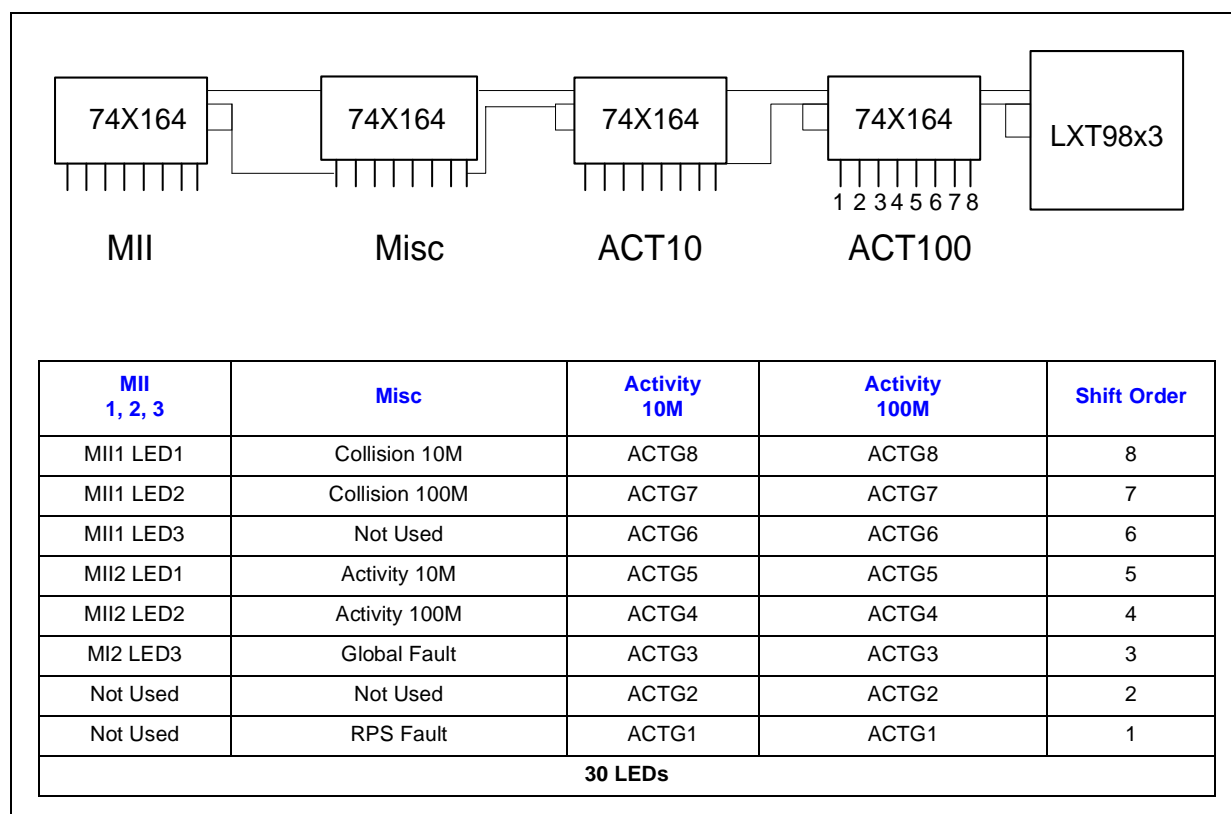 74X164 74X164 74X164 74X164 LXT98x3
1 2 3 4 5 6 7 8
MII Misc ACT10 ACT100
MII
1, 2, 3 Misc Activity
10M Activity
100M Shift Order
MII1 LED1 Collision 10M ACTG8 ACTG8 8
MII1 LED2 Collision 100M ACTG7 ACTG7 7
MII1 LED3 Not Used ACTG6 ACTG6 6
MII2 LED1 Activity 10M ACTG5 ACTG5 5
MII2 LED2 Activity 100M ACTG4 ACTG4 4
MI2 LED3 Global Fault ACTG3 ACTG3 3
Not Used Not Used ACTG2 ACTG2 2
Not Used RPS Fault ACTG1 ACTG1 1
30 LEDs